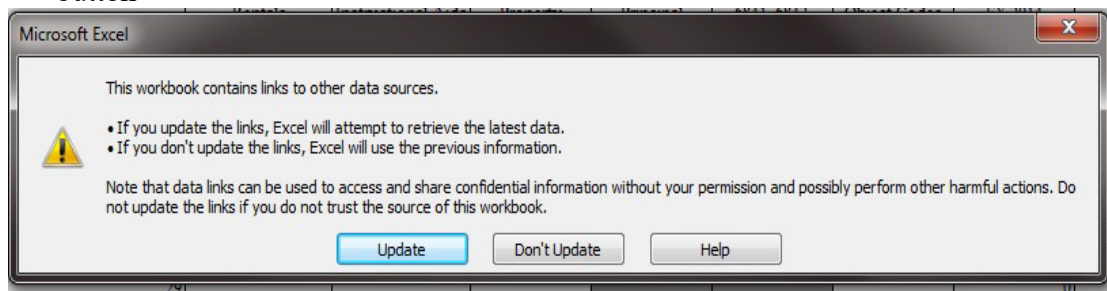 Microsoft Excel
This workbook contains links to other data sources.
• If you update the links, Excel will attempt to retrieve the latest data.
• If you don't update the links, Excel will use the previous information.
Note that data links can be used to access and share confidential information without your permission and possibly perform other harmful actions. Do
not update the links if you do not trust the source of this workbook.
Update Don't Update Help